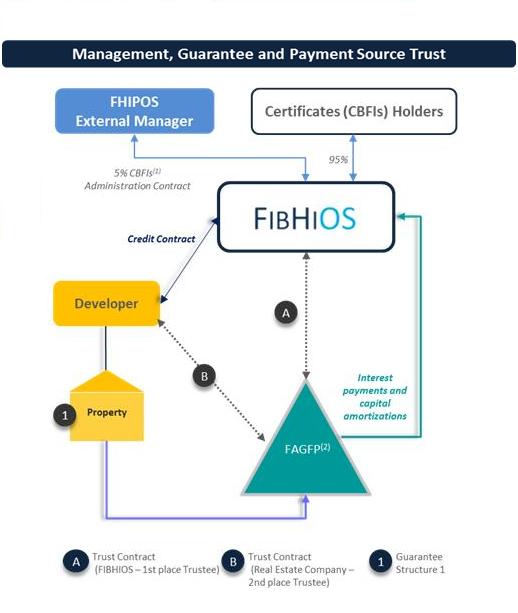 Management, Guarantee and Payment Source Trust
FHIPOS
External Manager
Certificates (CBFIs) Holders
5% CBFIs(1)
Administration Contract
95%
FIBHIOS
Credit Contract
Developer
A
B
Interest
payments and
capital
amortizations
1
Property
FAGFP(2)
A
Trust Contract
(FIBHIOS – 1st place Trustee)
B
Trust Contract
(Real Estate Company –
2nd place Trustee)
1
Guarantee
Structure 1